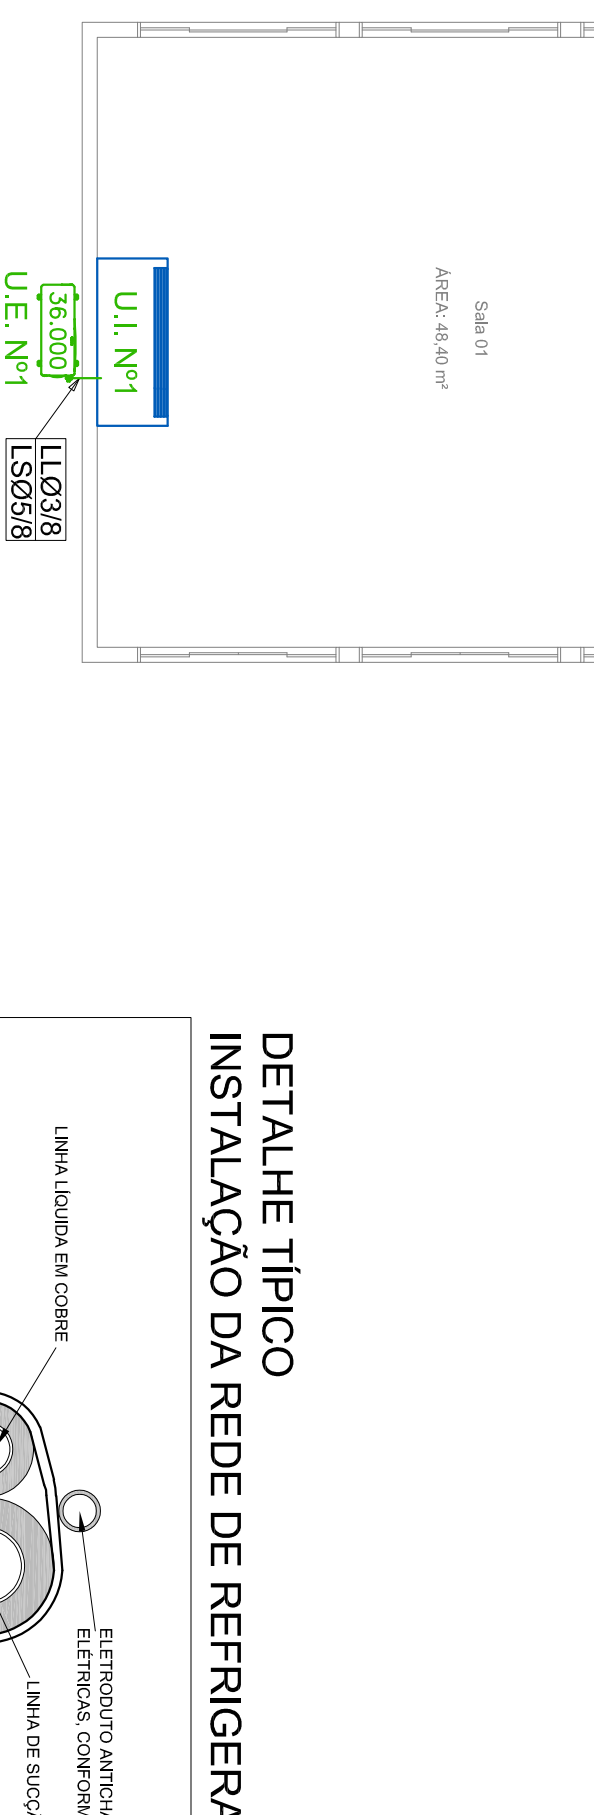 Sala 01
ÁREA: 48,40 m²
U.I. Nº1
36.000
U.E. Nº1
LLØ3/8
LSØ5/8
DETALHE TÍPICO
INSTALAÇÃO DA REDE DE REFRIGERA
LINHA LÍQUIDA EM COBRE
ELETRODUTO ANTICHA
ELÉTRICAS, CONFORM
LINHA DE SUCÇÃ